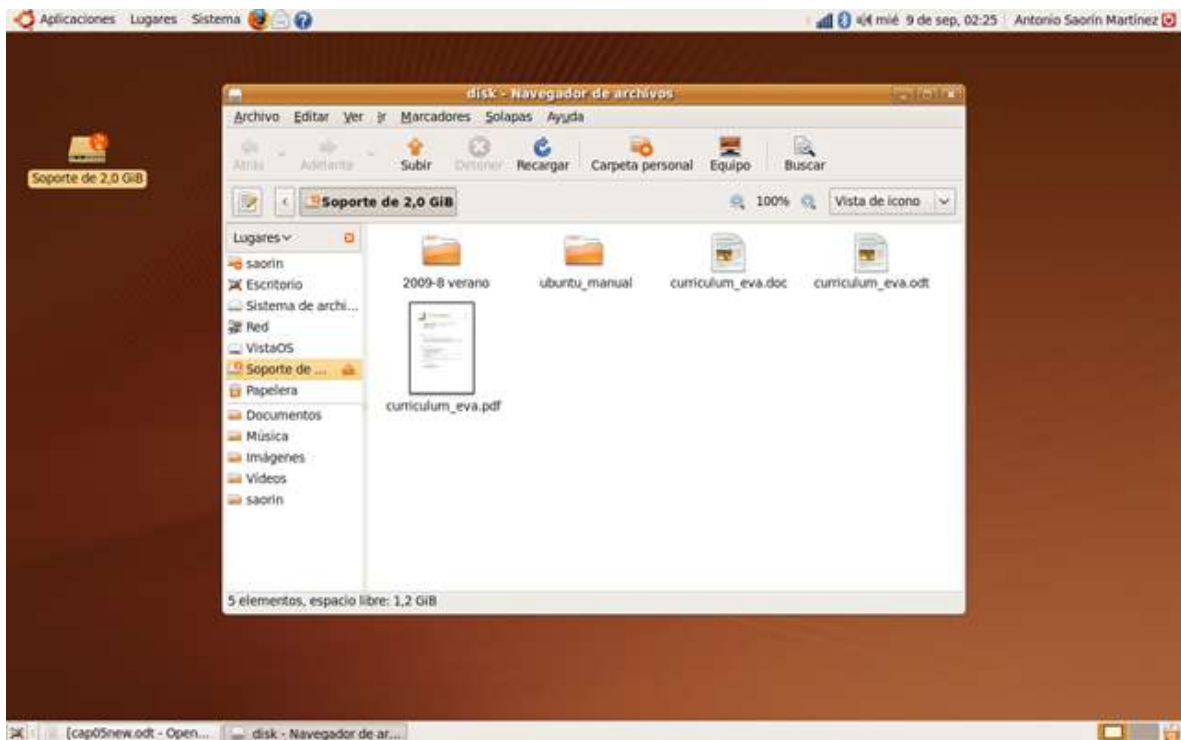 Aplicaciones Lugares Sistema mié 9 de sep, 02:25 Antonio Saorín Martínez
Soporte de 2,0 GiB
disk - Navegador de archivos
Archivo Editar Ver Ir Marcadores Solapas Ayuda
Atrás Adelante Subir Detener Recargar Carpeta personal Equipo Buscar
Soporte de 2,0 GiB 100% Vista de icono
Lugares
saorin
Escritorio
Sistema de archi...
Red
VistaOS
Soporte de ...
Papelera
Documentos
Música
Imágenes
Vídeos
saorin
2009-8 verano ubuntu_manual curriculum_eva.doc curriculum_eva.odt
curriculum_eva.pdf
5 elementos, espacio libre: 1,2 GiB
[cap05new.odt - Open... disk - Navegador de ar...